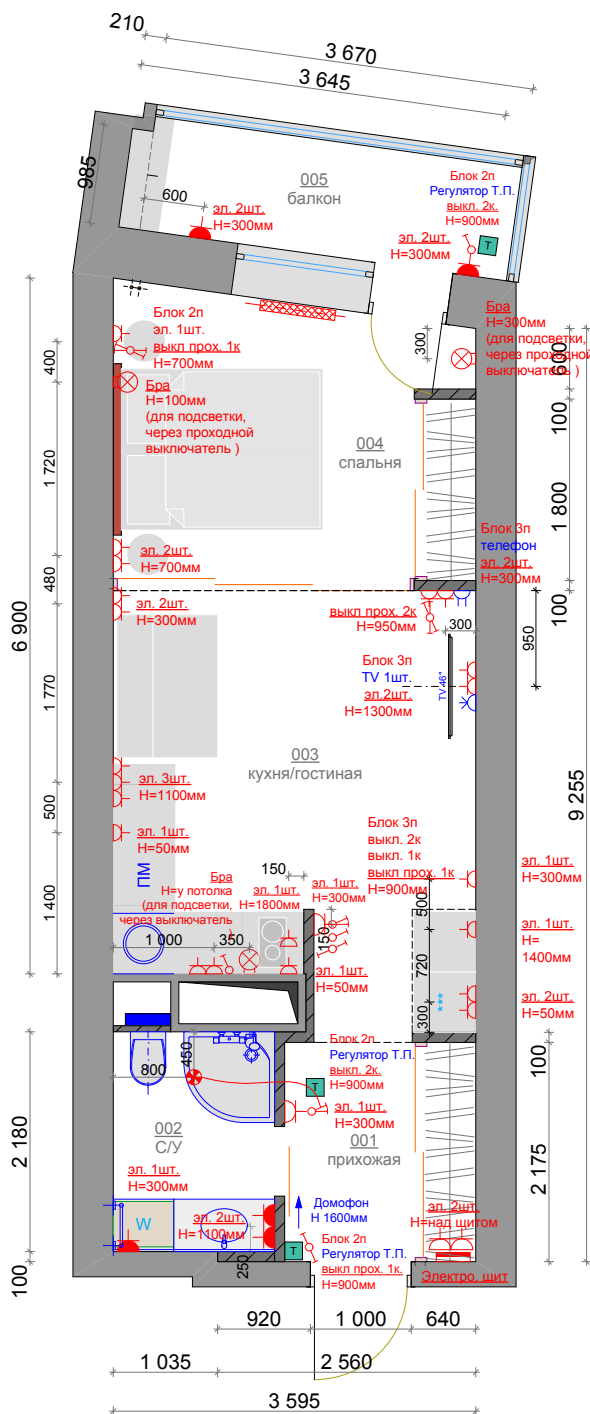 210
3 670
3 645
985
600
005
балкон
эл. 2шт.
H=300мм
Блок 2п
Регулятор Т.П.
выкл. 2к.
H=900мм
эл. 2шт.
H=300мм
T
Блок 2п
эл. 1шт.
выкл прох. 1к
H=700мм
Бра
H=100мм
(для подсветки,
через проходной
выключатель )
300
Бра
H=300мм
(для подсветки,
через проходной
выключатель )
600
100
1 800
100
400
1 720
480
6 900
1 770
500
1 400
004
спальня
эл. 2шт.
H=700мм
эл. 2шт.
H=300мм
Блок 3п
телефон
эл. 2шт.
H=300мм
выкл прох. 2к
H=950мм
300
950
Блок 3п
TV 1шт.
эл.2шт.
H=1300мм
TV 46"
003
кухня/гостиная
9 255
эл. 3шт.
H=1100мм
эл. 1шт.
H=50мм
ПМ
Блок 3п
выкл. 2к
выкл. 1к
выкл прох. 1к
H=900мм
Бра
H=у потолка
(для подсветки,
через выключатель
150
эл. 1шт.
H=1800мм
эл. 1шт.
H=300мм
150
эл. 1шт.
H=50мм
1 000
350
500
720
300
***
эл. 1шт.
H=300мм
эл. 1шт.
H=
1400мм
эл. 2шт.
H=50мм
450
800
002
С/У
Блок 2п
Регулятор Т.П.
выкл. 2к.
H=900мм
T
эл. 1шт.
H=300мм
001
прихожая
100
2 175
2 180
100
эл. 1шт.
H=300мм
W
эл. 2шт.
H=1100мм
250
Домофон
H 1600мм
Блок 2п
Регулятор Т.П.
выкл прох. 1к.
H=900мм
T
эл. 2шт.
H=над щитом
Электро. щит
920
1 000
640
1 035
2 560
3 595